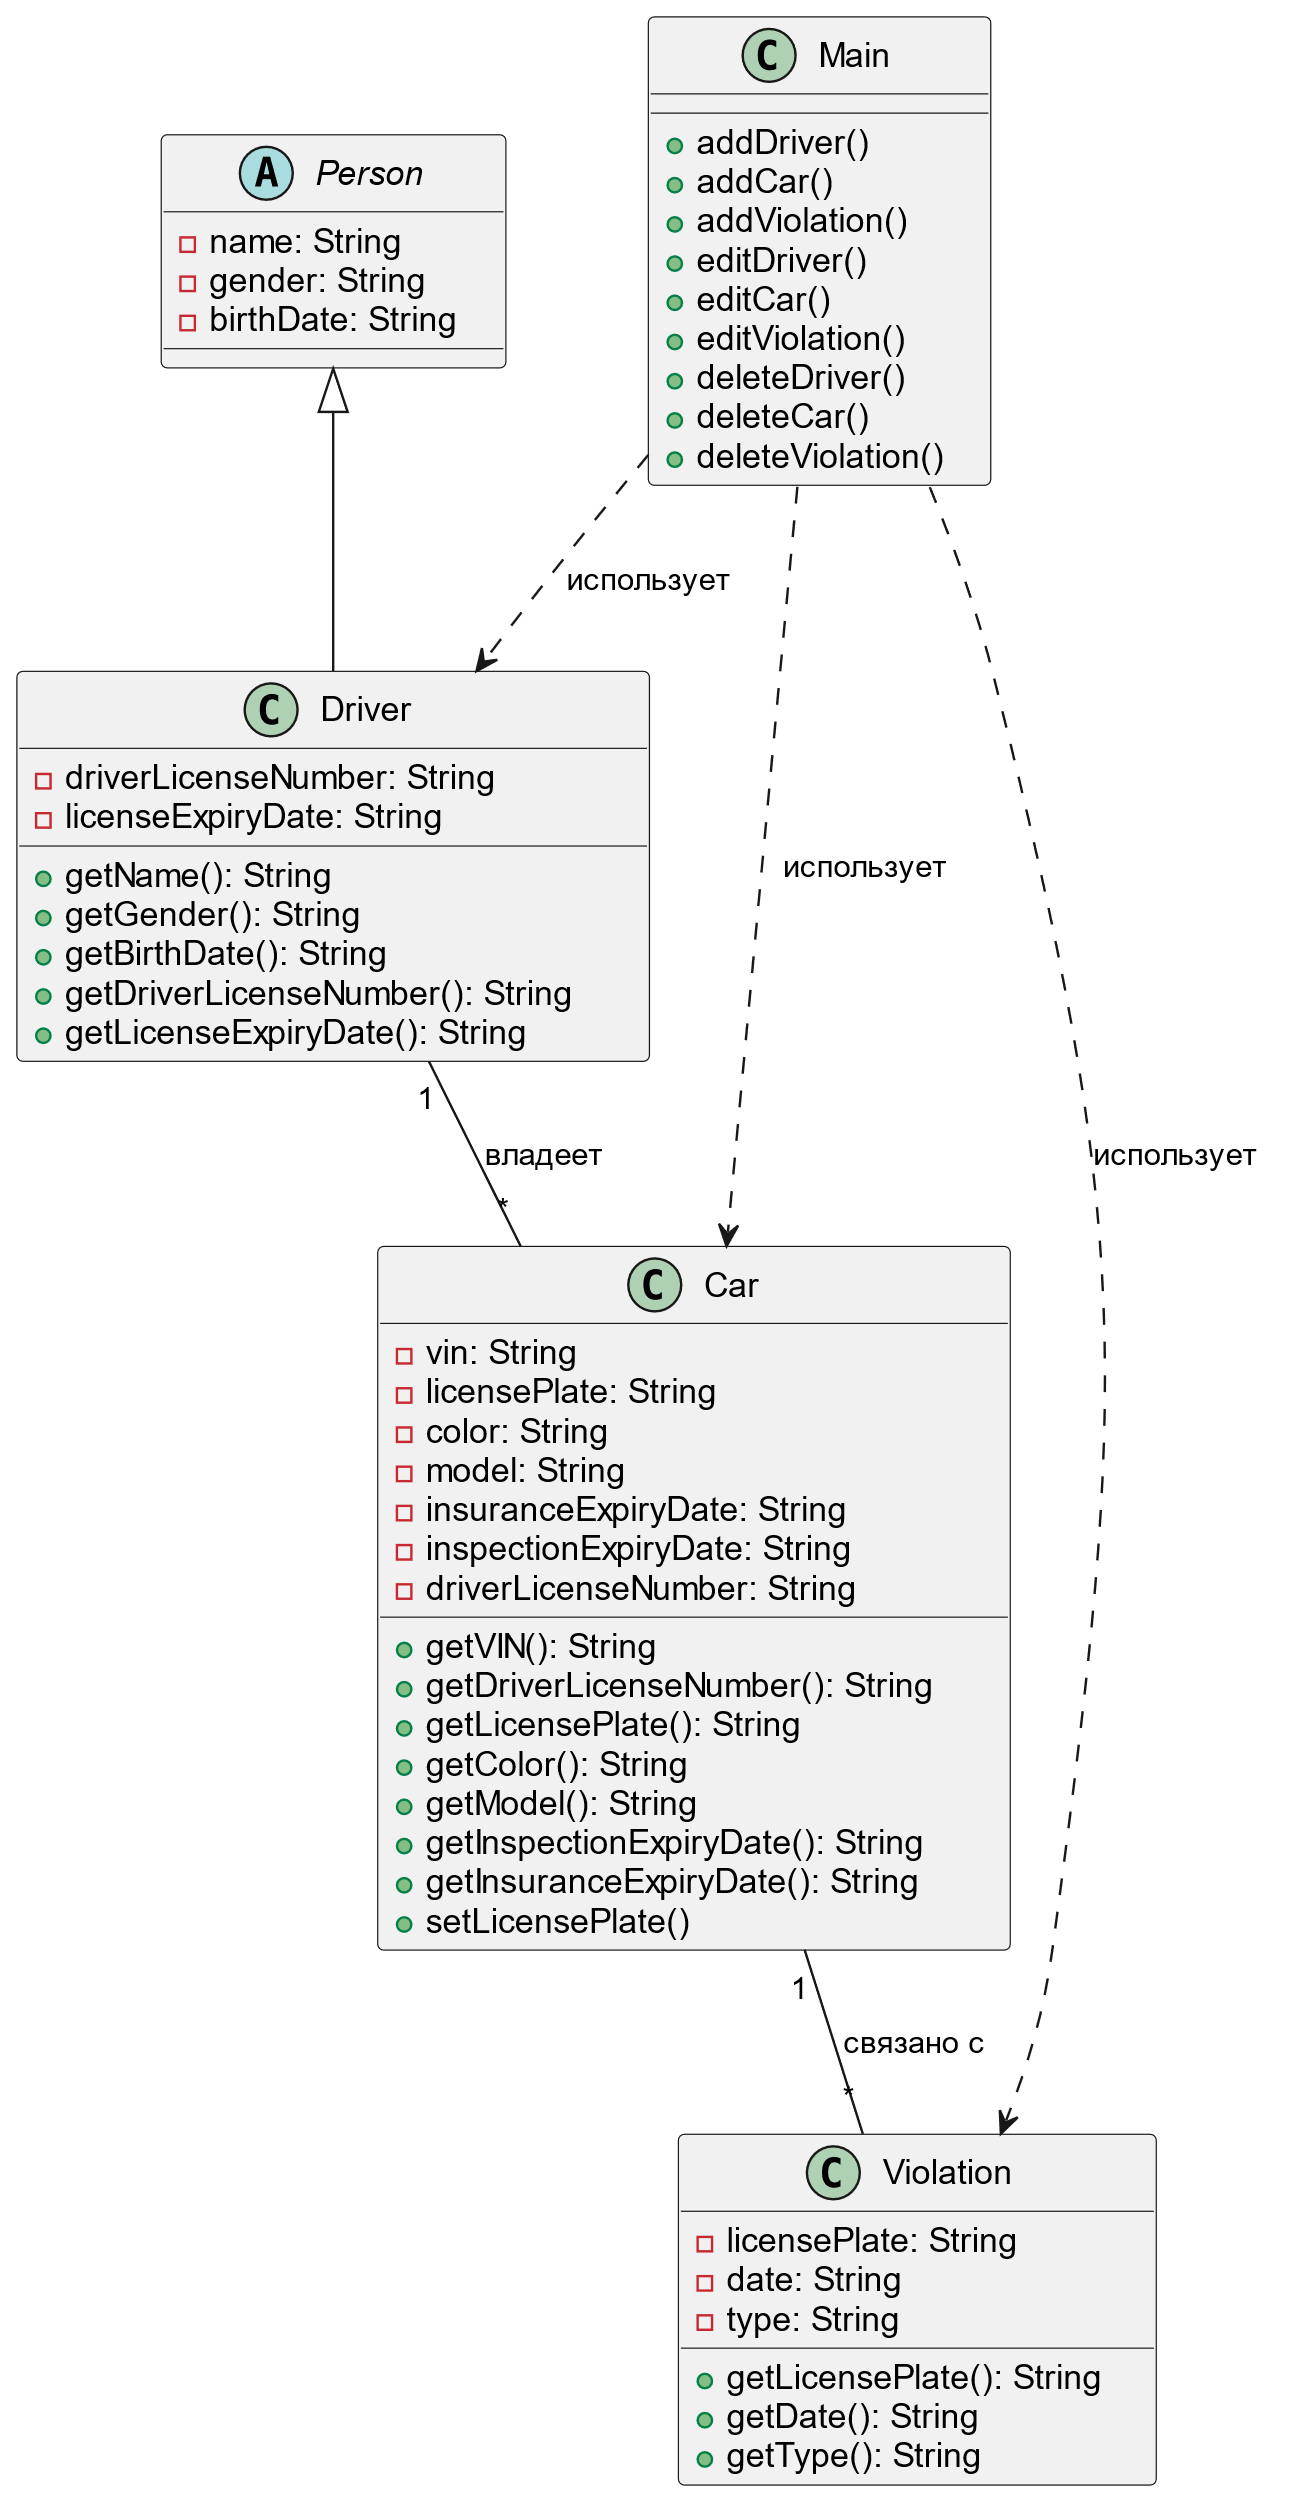 C Main
addDriver()
addCar()
addViolation()
editDriver()
editCar()
editViolation()
deleteDriver()
deleteCar()
deleteViolation()
A Person
name: String
gender: String
birthDate: String
использует
использует
использует
C Driver
driverLicenseNumber: String
licenseExpiryDate: String
getName(): String
getGender(): String
getBirthDate(): String
getDriverLicenseNumber(): String
getLicenseExpiryDate(): String
1
владеет
*
C Car
vin: String
licensePlate: String
color: String
model: String
insuranceExpiryDate: String
inspectionExpiryDate: String
driverLicenseNumber: String
getVIN(): String
getDriverLicenseNumber(): String
getLicensePlate(): String
getColor(): String
getModel(): String
getInspectionExpiryDate(): String
getInsuranceExpiryDate(): String
setLicensePlate()
1
связано с
*
C Violation
licensePlate: String
date: String
type: String
getLicensePlate(): String
getDate(): String
getType(): String